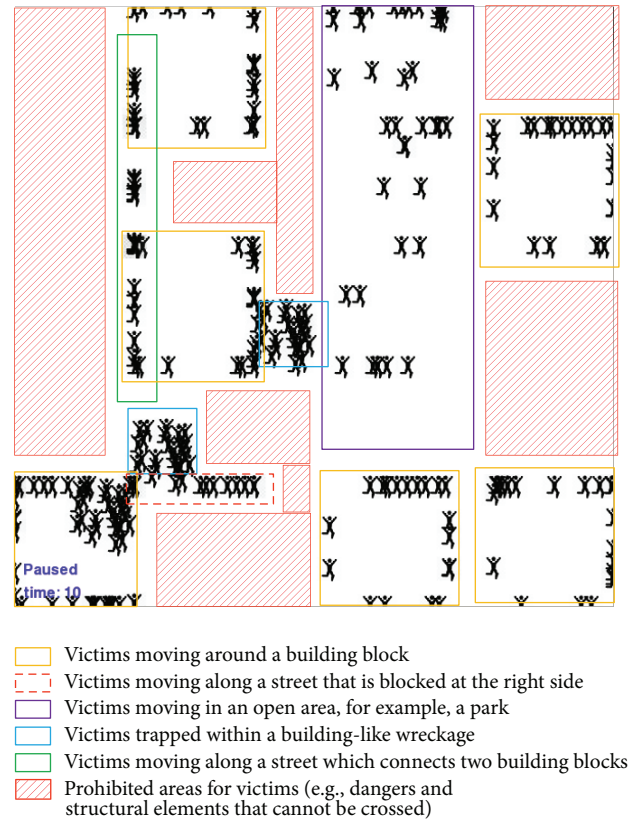 Paused
time: 10
Victims moving around a building block
Victims moving along a street that is blocked at the right side
Victims moving in an open area, for example, a park
Victims trapped within a building-like wreckage
Victims moving along a street which connects two building blocks
Prohibited areas for victims (e.g., dangers and
structural elements that cannot be crossed)